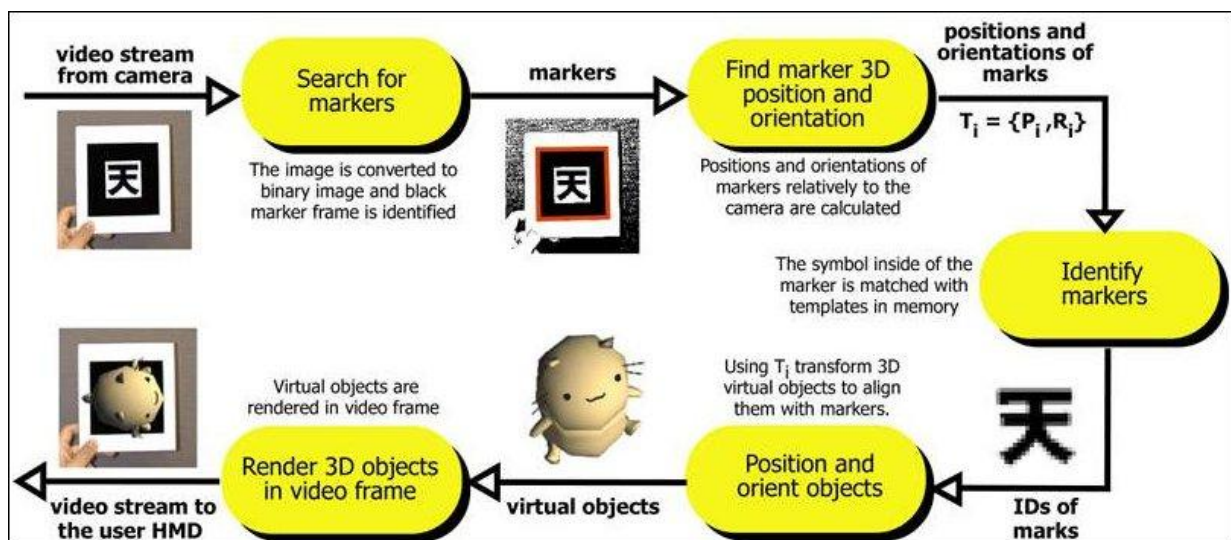 video stream
from camera
Search for
markers
The image is converted to
binary image and black
marker frame is identified
天
markers
天
Find marker 3D
position and
orientation
Positions and orientations of
markers relatively to the
camera are calculated
positions and
orientations of
marks
Ti = {Pi ,Ri}
Identify
markers
The symbol inside of the
marker is matched with
templates in memory
天
IDs of
marks
Using Ti transform 3D
virtual objects to align
them with markers.
Position and
orient objects
virtual objects
Virtual objects are
rendered in video frame
Render 3D objects
in video frame
video stream to
the user HMD